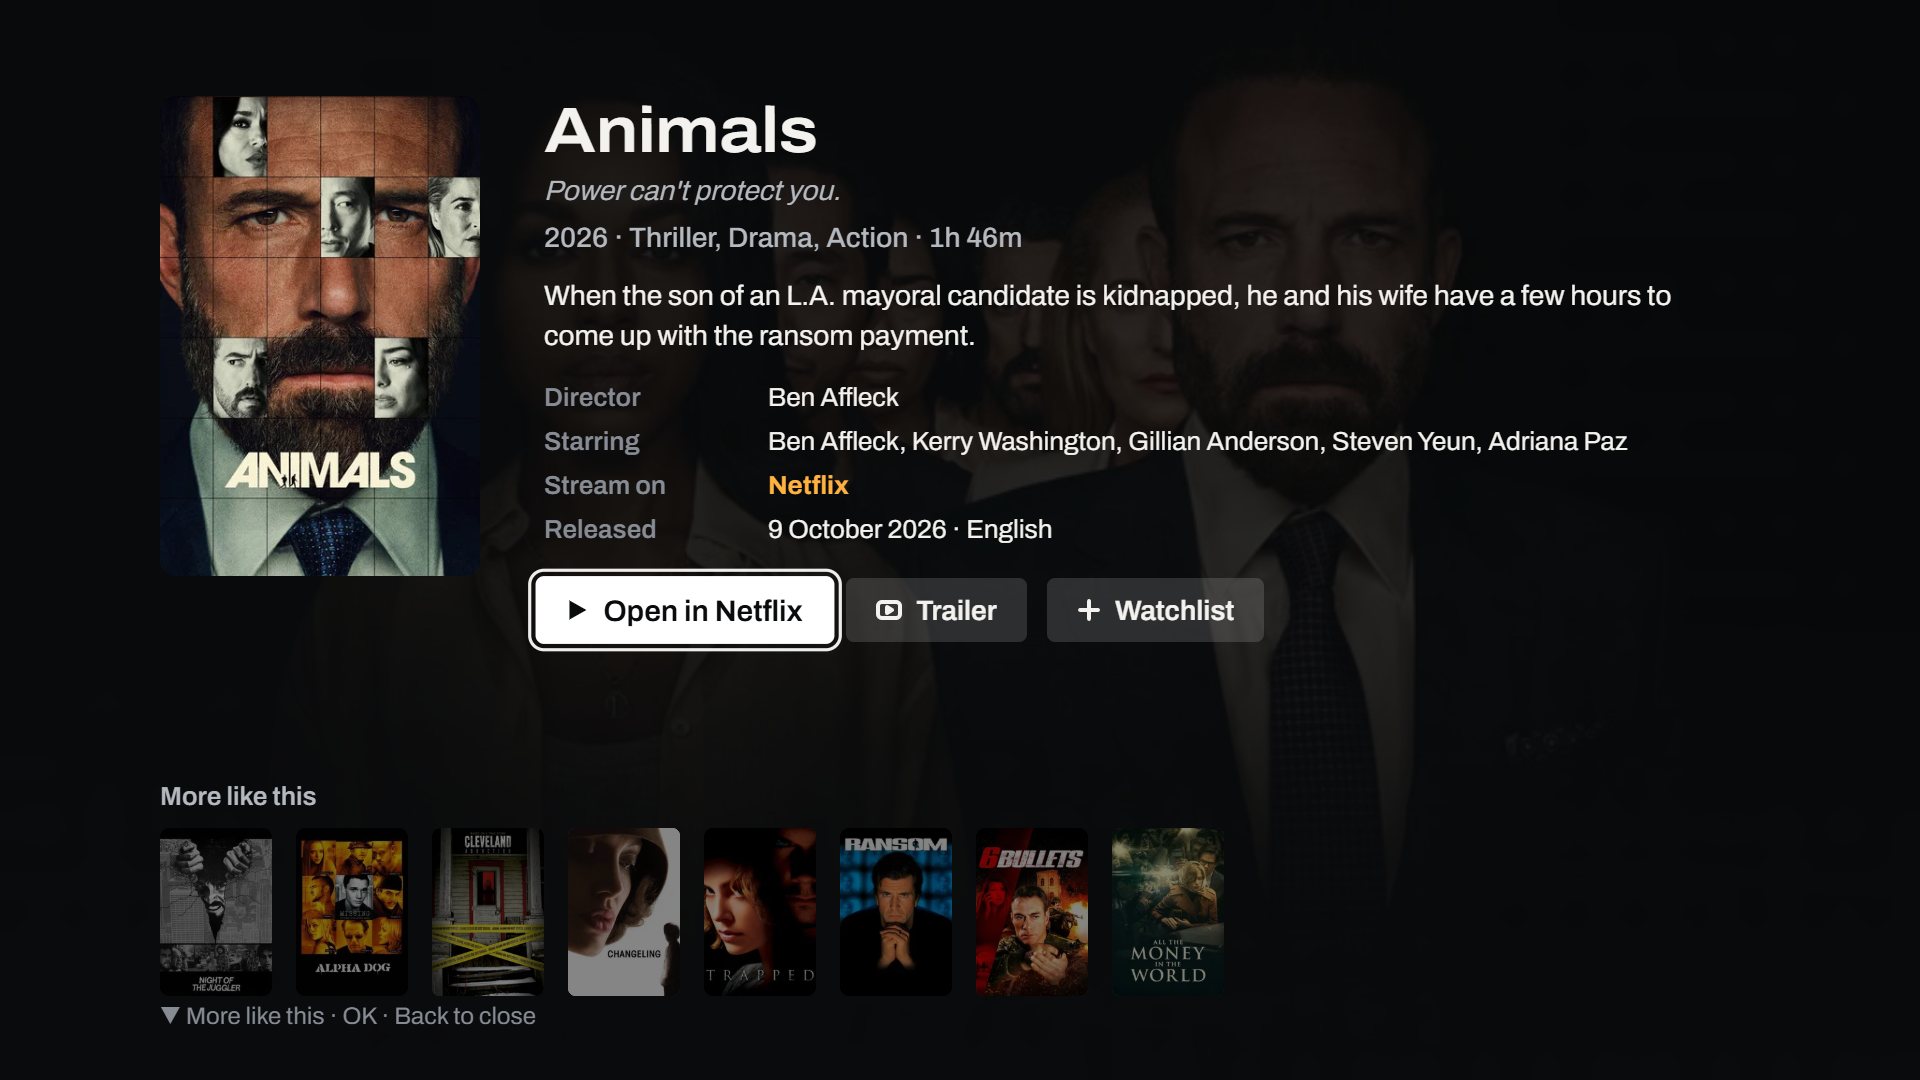 Animals
Power can't protect you.
2026 · Thriller, Drama, Action · 1h 46m
When the son of an L.A. mayoral candidate is kidnapped, he and his wife have a few hours to
come up with the ransom payment.
Director Ben Affleck
Starring Ben Affleck, Kerry Washington, Gillian Anderson, Steven Yeun, Adriana Paz
Stream on Netflix
Released 9 October 2026 · English
ANIMALS
Open in Netflix
Trailer
Watchlist
More like this
NIGHT OF
THE JUGGLER
MISSING
ALPHA DOG
CLEVELAND
CHANGELING
TRAPPED
RANSOM
6 BULLETS
ALL THE
MONEY
IN THE
WORLD
▼ More like this · OK · Back to close